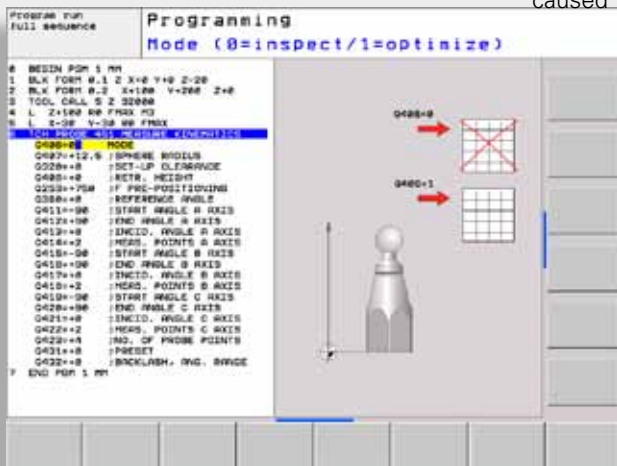 caused
Program run
full sequence
Programming
Mode (0=inspect/1=optimize)
0 BEGIN PGM 1 MM
1 BLK FORM 0.1 Z X+0 Y+0 Z-20
2 BLK FORM 0.2 X+100 Y+200 Z+0
3 TOOL CALL 5 Z S2000
4 L Z+100 R0 FMAX M3
5 L X-30 Y-30 R0 FMAX
6 TCH PROBE 451 MEASURE KINEMATICS
Q406=0 MODE
Q407=+12.5 ;SPHERE RADIUS
Q320=+0 ;SET-UP CLEARANCE
Q408=+0 ;RETR. HEIGHT
Q253=+750 ;F PRE-POSITIONING
Q380=+0 ;REFERENCE ANGLE
Q411=-90 ;START ANGLE A AXIS
Q412=+90 ;END ANGLE A AXIS
Q413=+0 ;INCID. ANGLE A AXIS
Q414=+2 ;MEAS. POINTS A AXIS
Q415=-90 ;START ANGLE B AXIS
Q416=+90 ;END ANGLE B AXIS
Q417=+0 ;INCID. ANGLE B AXIS
Q418=+2 ;MEAS. POINTS B AXIS
Q419=-90 ;START ANGLE C AXIS
Q420=+90 ;END ANGLE C AXIS
Q421=+0 ;INCID. ANGLE C AXIS
Q422=+2 ;MEAS. POINTS C AXIS
Q423=+4 ;NO. OF PROBE POINTS
Q431=+0 ;PRESET
Q432=+0 ;BACKLASH, ANG. RANGE
7 END PGM 1 MM
Q406=0
Q406=1